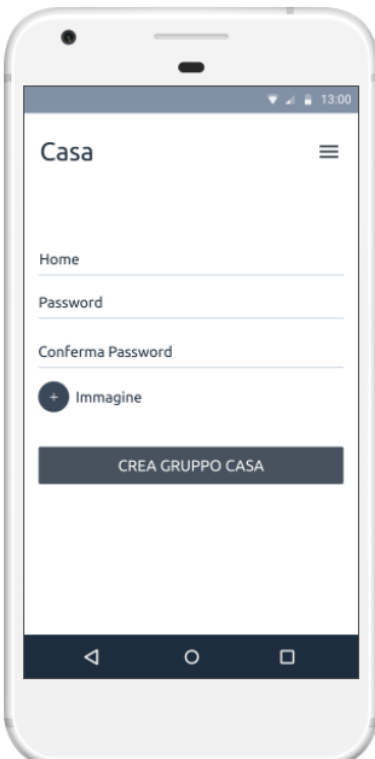 13:00
Casa
Home
Password
Conferma Password
+ Immagine
CREA GRUPPO CASA